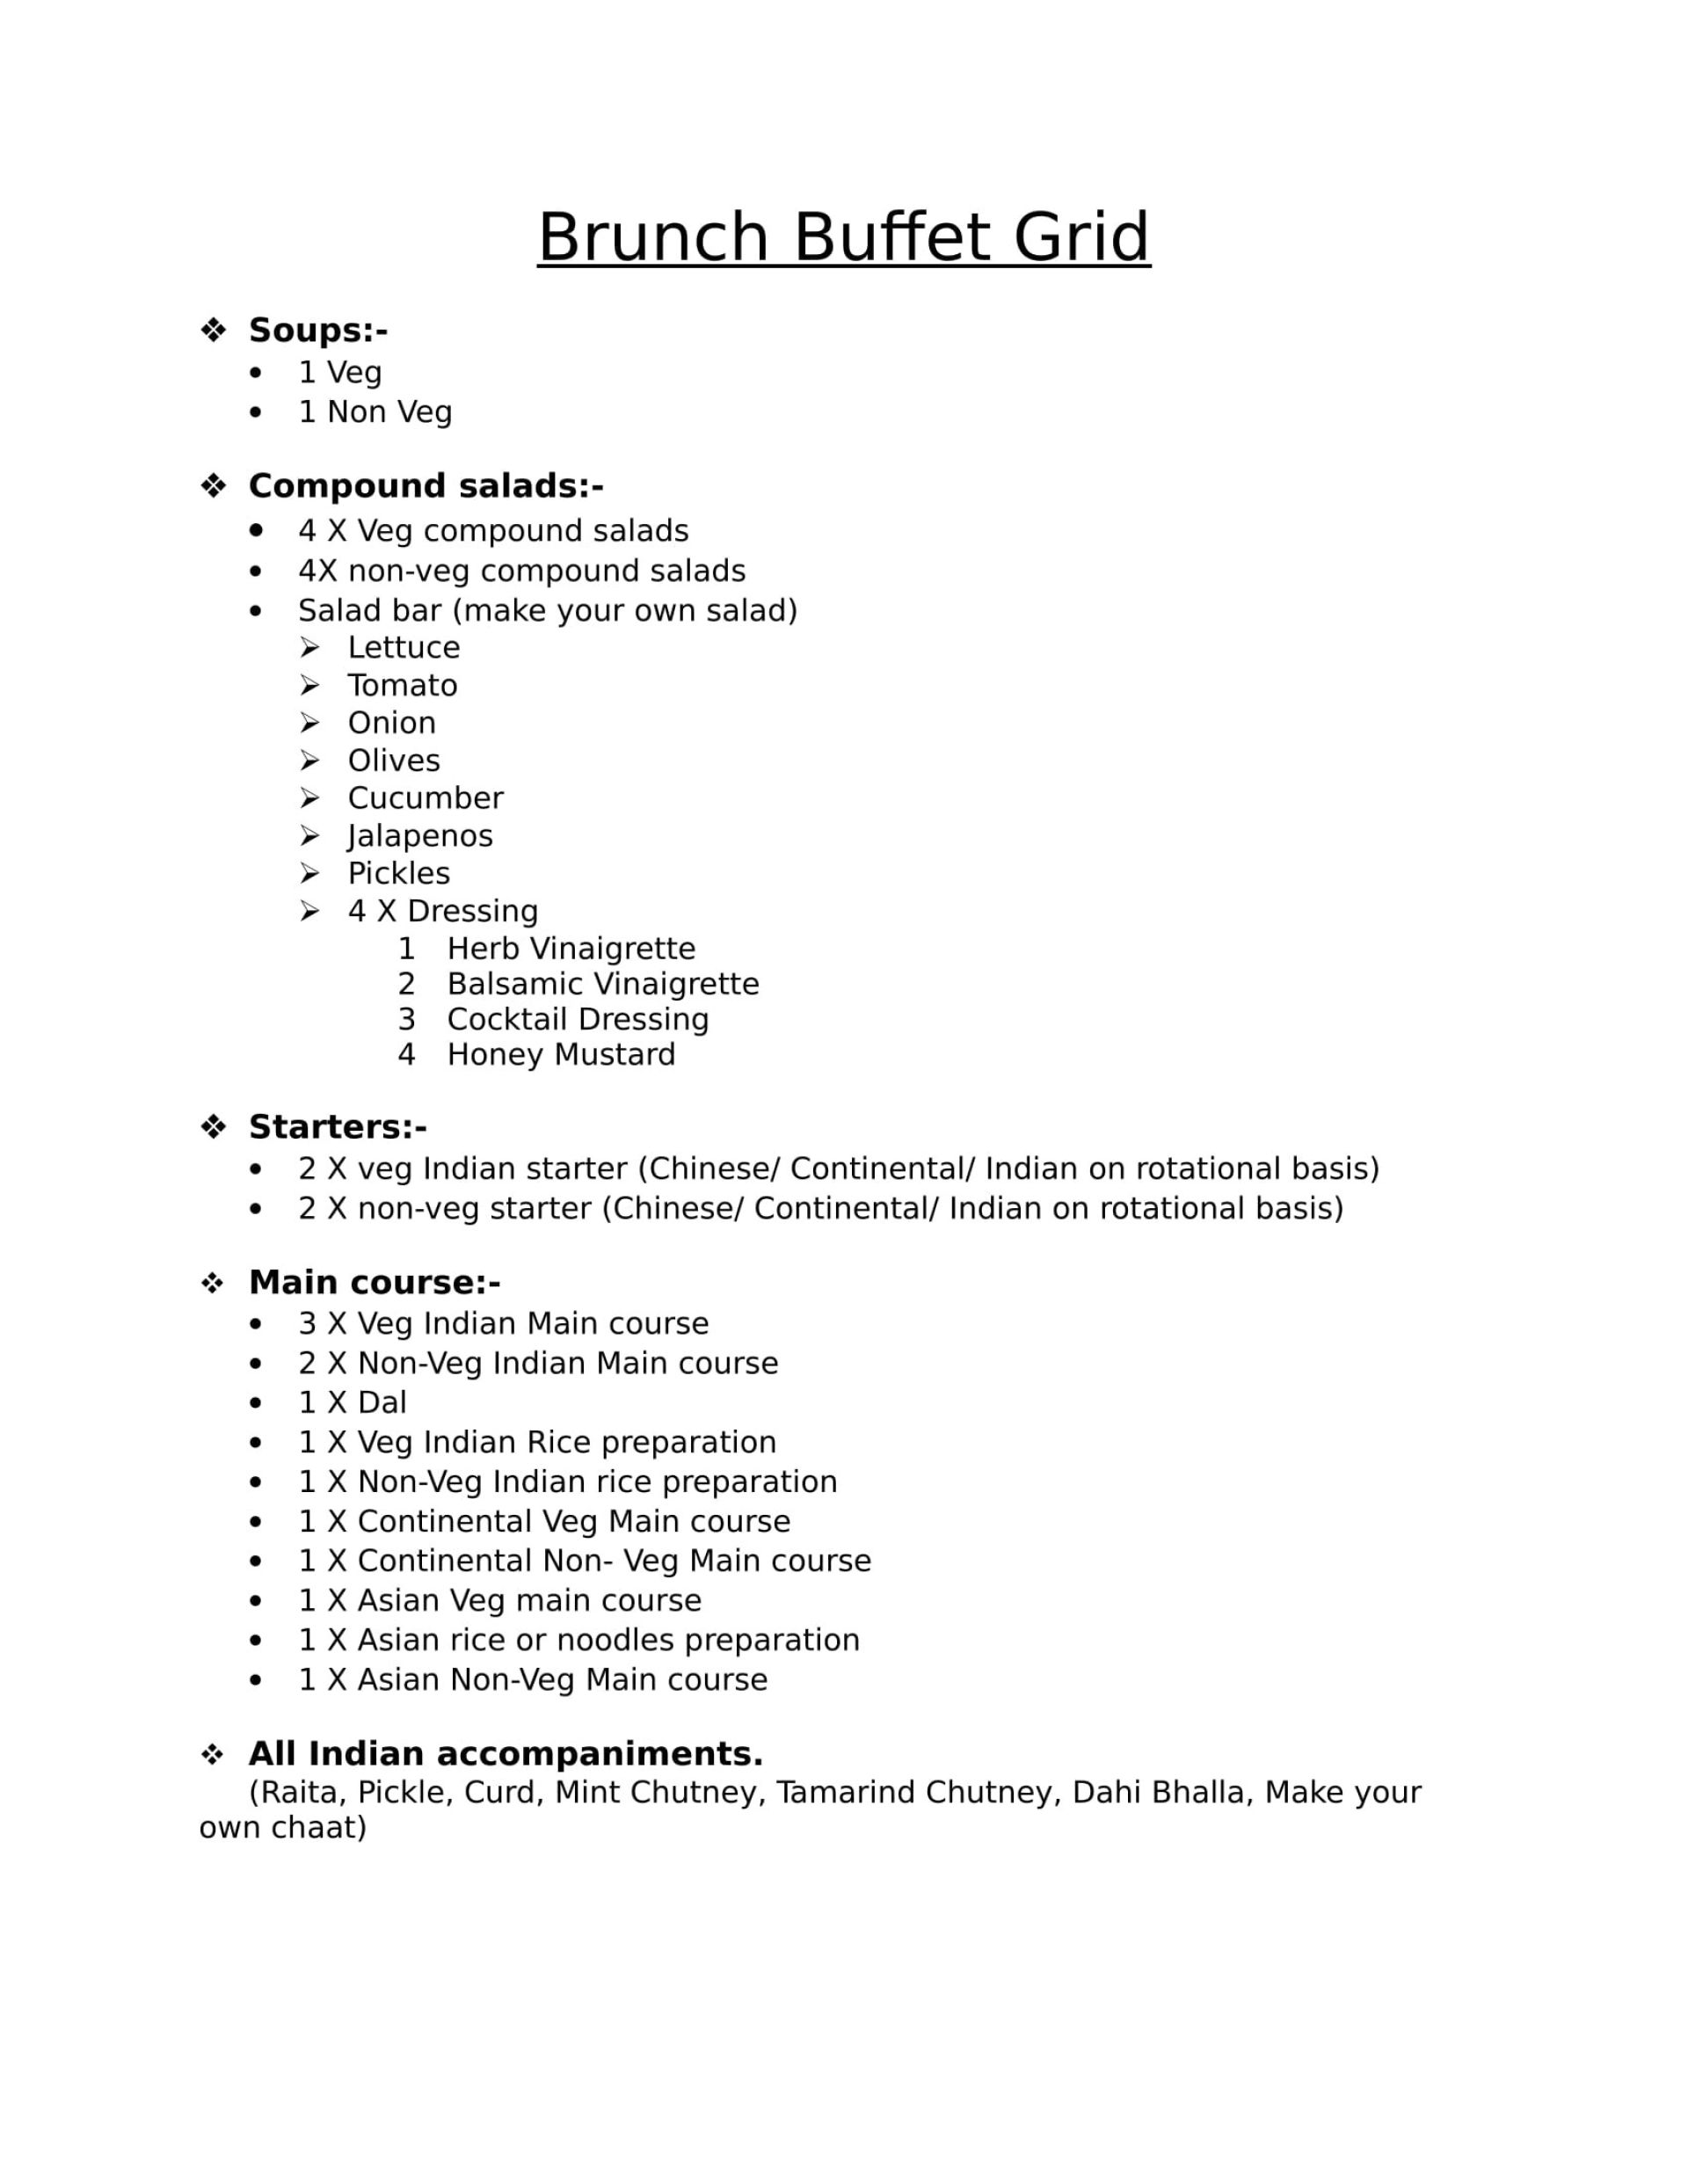 Brunch Buffet Grid
❖ Soups:-
• 1 Veg
• 1 Non Veg
❖ Compound salads:-
• 4 X Veg compound salads
• 4X non-veg compound salads
• Salad bar (make your own salad)
➢ Lettuce
➢ Tomato
➢ Onion
➢ Olives
➢ Cucumber
➢ Jalapenos
➢ Pickles
➢ 4 X Dressing
1 Herb Vinaigrette
2 Balsamic Vinaigrette
3 Cocktail Dressing
4 Honey Mustard
❖ Starters:-
• 2 X veg Indian starter (Chinese/ Continental/ Indian on rotational basis)
• 2 X non-veg starter (Chinese/ Continental/ Indian on rotational basis)
❖ Main course:-
• 3 X Veg Indian Main course
• 2 X Non-Veg Indian Main course
• 1 X Dal
• 1 X Veg Indian Rice preparation
• 1 X Non-Veg Indian rice preparation
• 1 X Continental Veg Main course
• 1 X Continental Non- Veg Main course
• 1 X Asian Veg main course
• 1 X Asian rice or noodles preparation
• 1 X Asian Non-Veg Main course
❖ All Indian accompaniments.
(Raita, Pickle, Curd, Mint Chutney, Tamarind Chutney, Dahi Bhalla, Make your
own chaat)